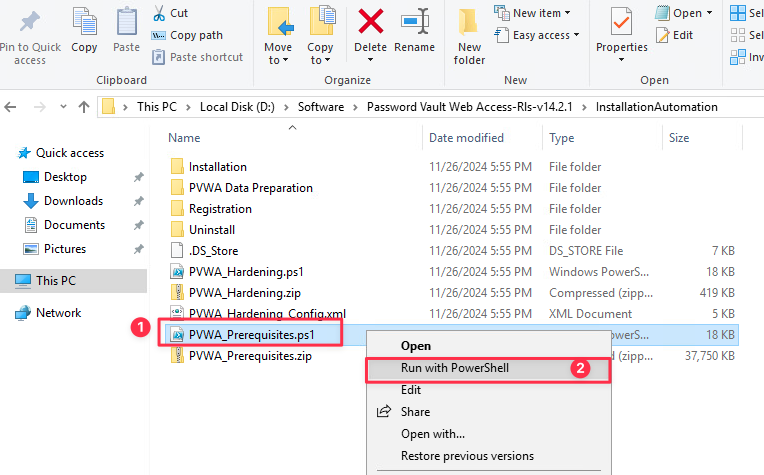 Pin to Quick
access
Copy
Paste
Cut
Copy path
Paste shortcut
Clipboard
Move
to
Copy
to
Delete
Rename
Organize
New
folder
New item
Easy access
New
Properties
Open
Edit
Open
Sel
Sel
Inv
This PC > Local Disk (D:) > Software > Password Vault Web Access-Rls-v14.2.1 > InstallationAutomation
Quick access
Desktop
Downloads
Documents
Pictures
This PC
Network
Name Date modified Type Size
Installation 11/26/2024 5:55 PM File folder
PVWA Data Preparation 11/26/2024 5:55 PM File folder
Registration 11/26/2024 5:55 PM File folder
Uninstall 11/26/2024 5:55 PM File folder
.DS_Store 11/26/2024 5:55 PM DS_STORE File 7 KB
PVWA_Hardening.ps1 11/26/2024 5:55 PM Windows PowerS... 18 KB
PVWA_Hardening.zip 11/26/2024 5:55 PM Compressed (zipp... 419 KB
PVWA_Hardening_Config.xml 11/26/2024 5:55 PM XML Document 5 KB
1 PVWA_Prerequisites.ps1 owerS... 18 KB
PVWA_Prerequisites.zip d (zipp... 37,750 KB
Open
Run with PowerShell 2
Edit
Share
Open with...
Restore previous versions